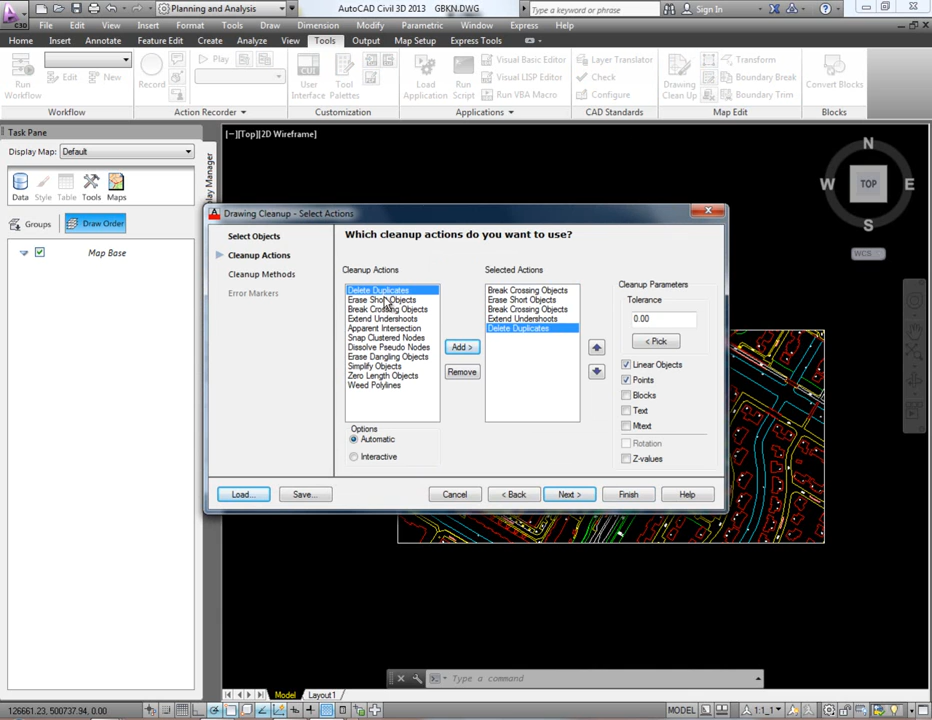 Planning and Analysis
AutoCAD Civil 3D 2013 GBKN.DWG
Type a keyword or phrase
Sign In
C3D
Home Insert Annotate Feature Edit Create Analyze View Tools Output Map Setup Express Tools
File Edit View Insert Format Tools Draw Dimension Modify Parametric Window Help Express
Run Workflow
Edit
New
Workflow
Record
Play
Action Recorder
User Interface
Tool Palettes
Customization
Load Application
Run Script
Visual Basic Editor
Visual LISP Editor
Run VBA Macro
Applications
Layer Translator
Check
Configure
CAD Standards
Drawing Clean Up
Transform
Boundary Break
Boundary Trim
Map Edit
Convert Blocks
Blocks
Task Pane
Display Map: Default
Data Style Table Tools Maps
Groups Draw Order
Map Base
Display Manager
[−][Top][2D Wireframe]
N
W TOP E
S
WCS
Drawing Cleanup - Select Actions
Select Objects
Cleanup Actions
Cleanup Methods
Error Markers
Which cleanup actions do you want to use?
Cleanup Actions
Delete Duplicates
Erase Short Objects
Break Crossing Objects
Extend Undershoots
Apparent Intersection
Snap Clustered Nodes
Dissolve Pseudo Nodes
Erase Dangling Objects
Simplify Objects
Zero Length Objects
Weed Polylines
Options
Automatic
Interactive
Add >
Remove
Selected Actions
Break Crossing Objects
Erase Short Objects
Break Crossing Objects
Extend Undershoots
Delete Duplicates
Cleanup Parameters
Tolerance
0.00
< Pick
Linear Objects
Points
Blocks
Text
Mtext
Rotation
Z-values
Load... Save... Cancel < Back Next > Finish Help
Type a command
Model Layout1
126661.23, 500737.94, 0.00
MODEL
1:1